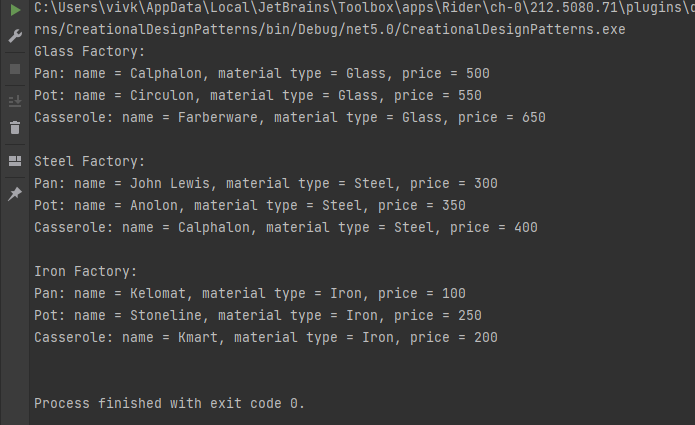 C:\Users\vivk\AppData\Local\JetBrains\Toolbox\apps\Rider\ch-0\212.5080.71\plugins\
rns/CreationalDesignPatterns/bin/Debug/net5.0/CreationalDesignPatterns.exe
Glass Factory:
Pan: name = Calphalon, material type = Glass, price = 500
Pot: name = Circulon, material type = Glass, price = 550
Casserole: name = Farberware, material type = Glass, price = 650
Steel Factory:
Pan: name = John Lewis, material type = Steel, price = 300
Pot: name = Anolon, material type = Steel, price = 350
Casserole: name = Calphalon, material type = Steel, price = 400
Iron Factory:
Pan: name = Kelomat, material type = Iron, price = 100
Pot: name = Stoneline, material type = Iron, price = 250
Casserole: name = Kmart, material type = Iron, price = 200
Process finished with exit code 0.